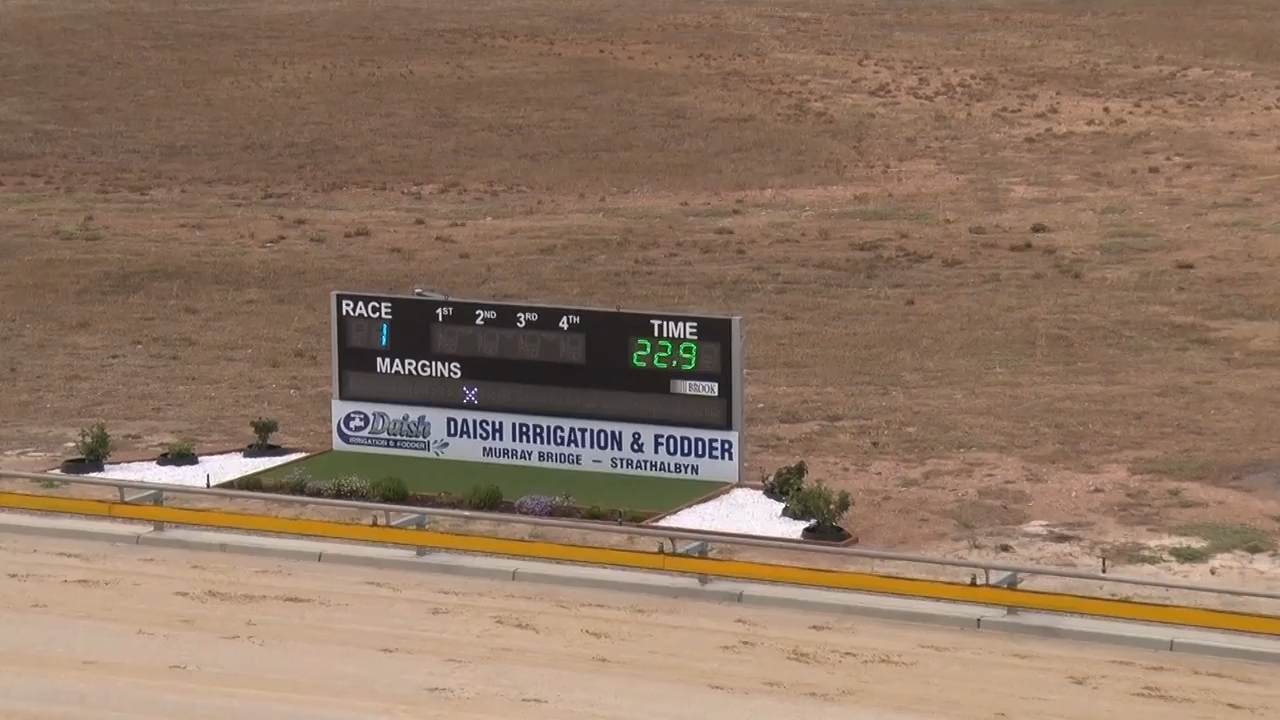 RACE 1ST 2ND 3RD 4TH TIME
1 22.9
MARGINS
BROOK
Daish
IRRIGATION & FODDER
DAISH IRRIGATION & FODDER
MURRAY BRIDGE – STRATHALBYN